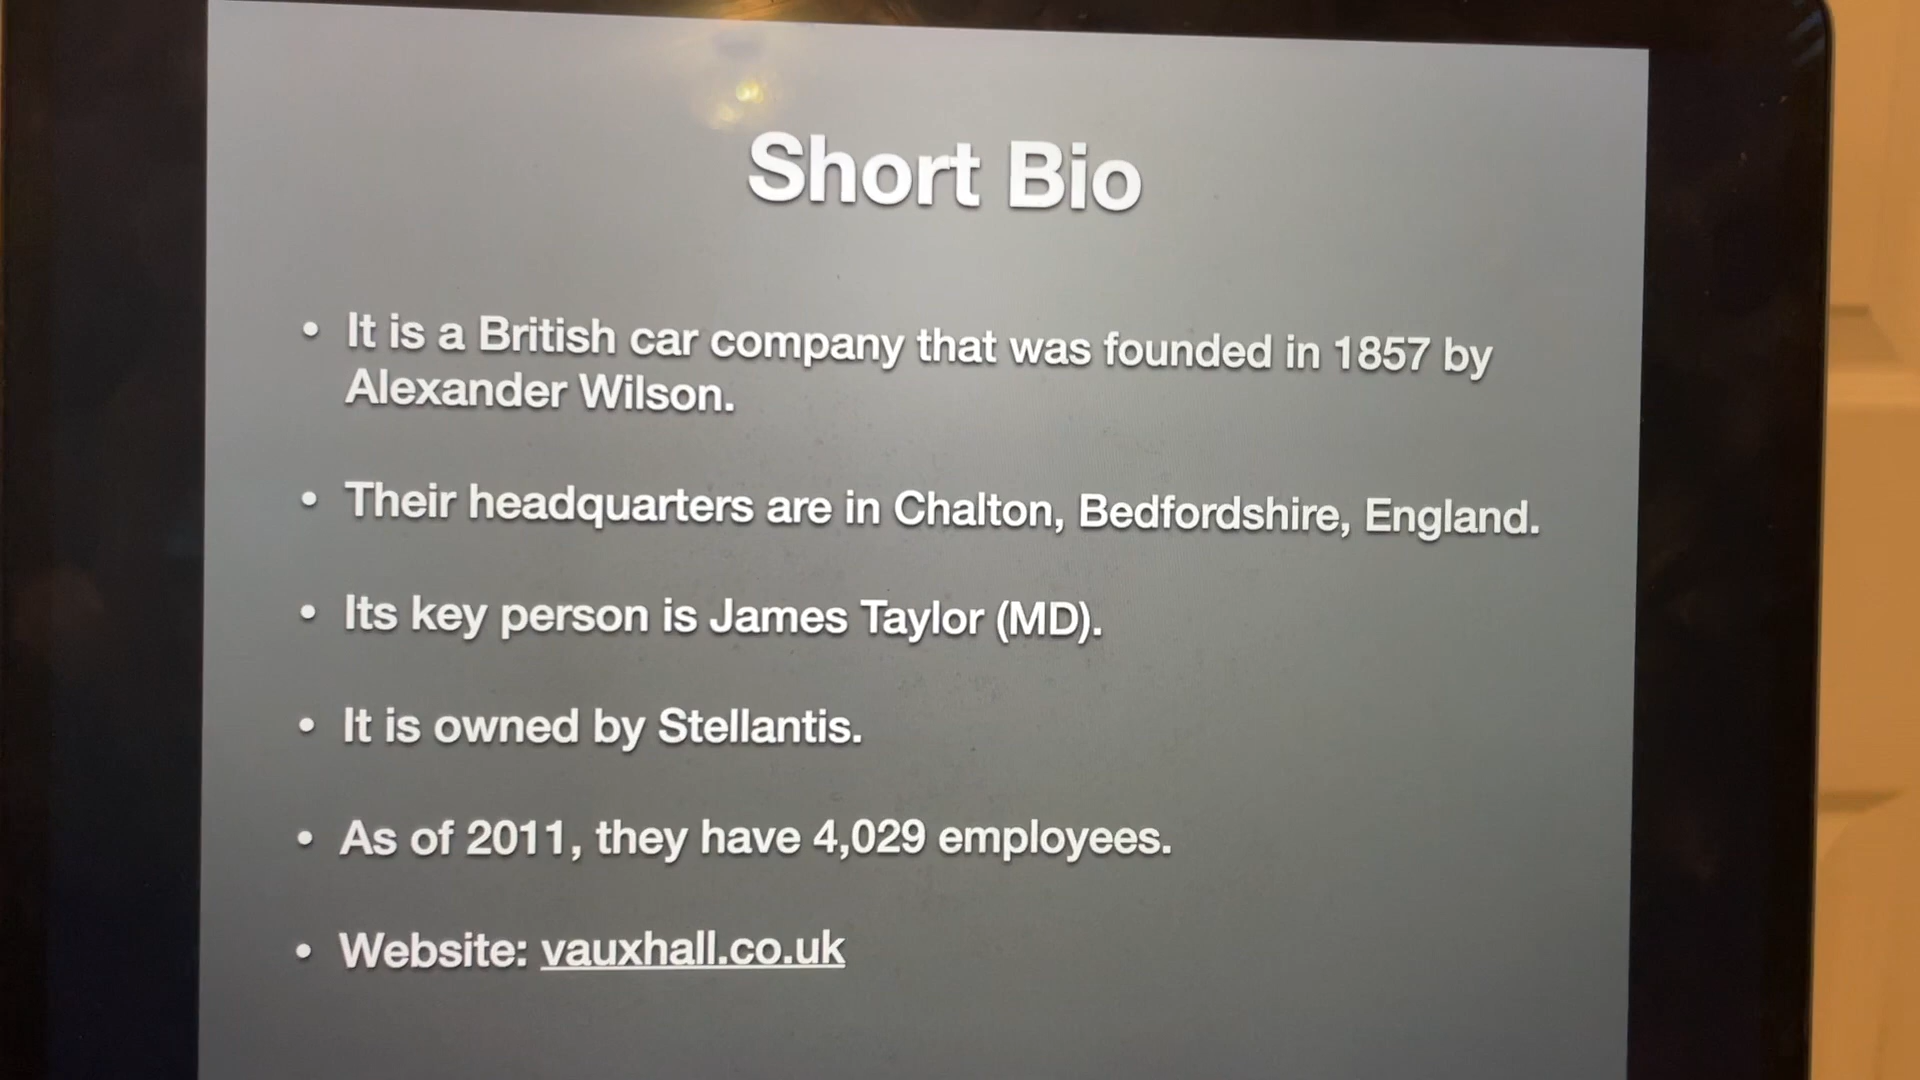 Short Bio
• It is a British car company that was founded in 1857 by
Alexander Wilson.
• Their headquarters are in Chalton, Bedfordshire, England.
• Its key person is James Taylor (MD).
• It is owned by Stellantis.
• As of 2011, they have 4,029 employees.
• Website: vauxhall.co.uk